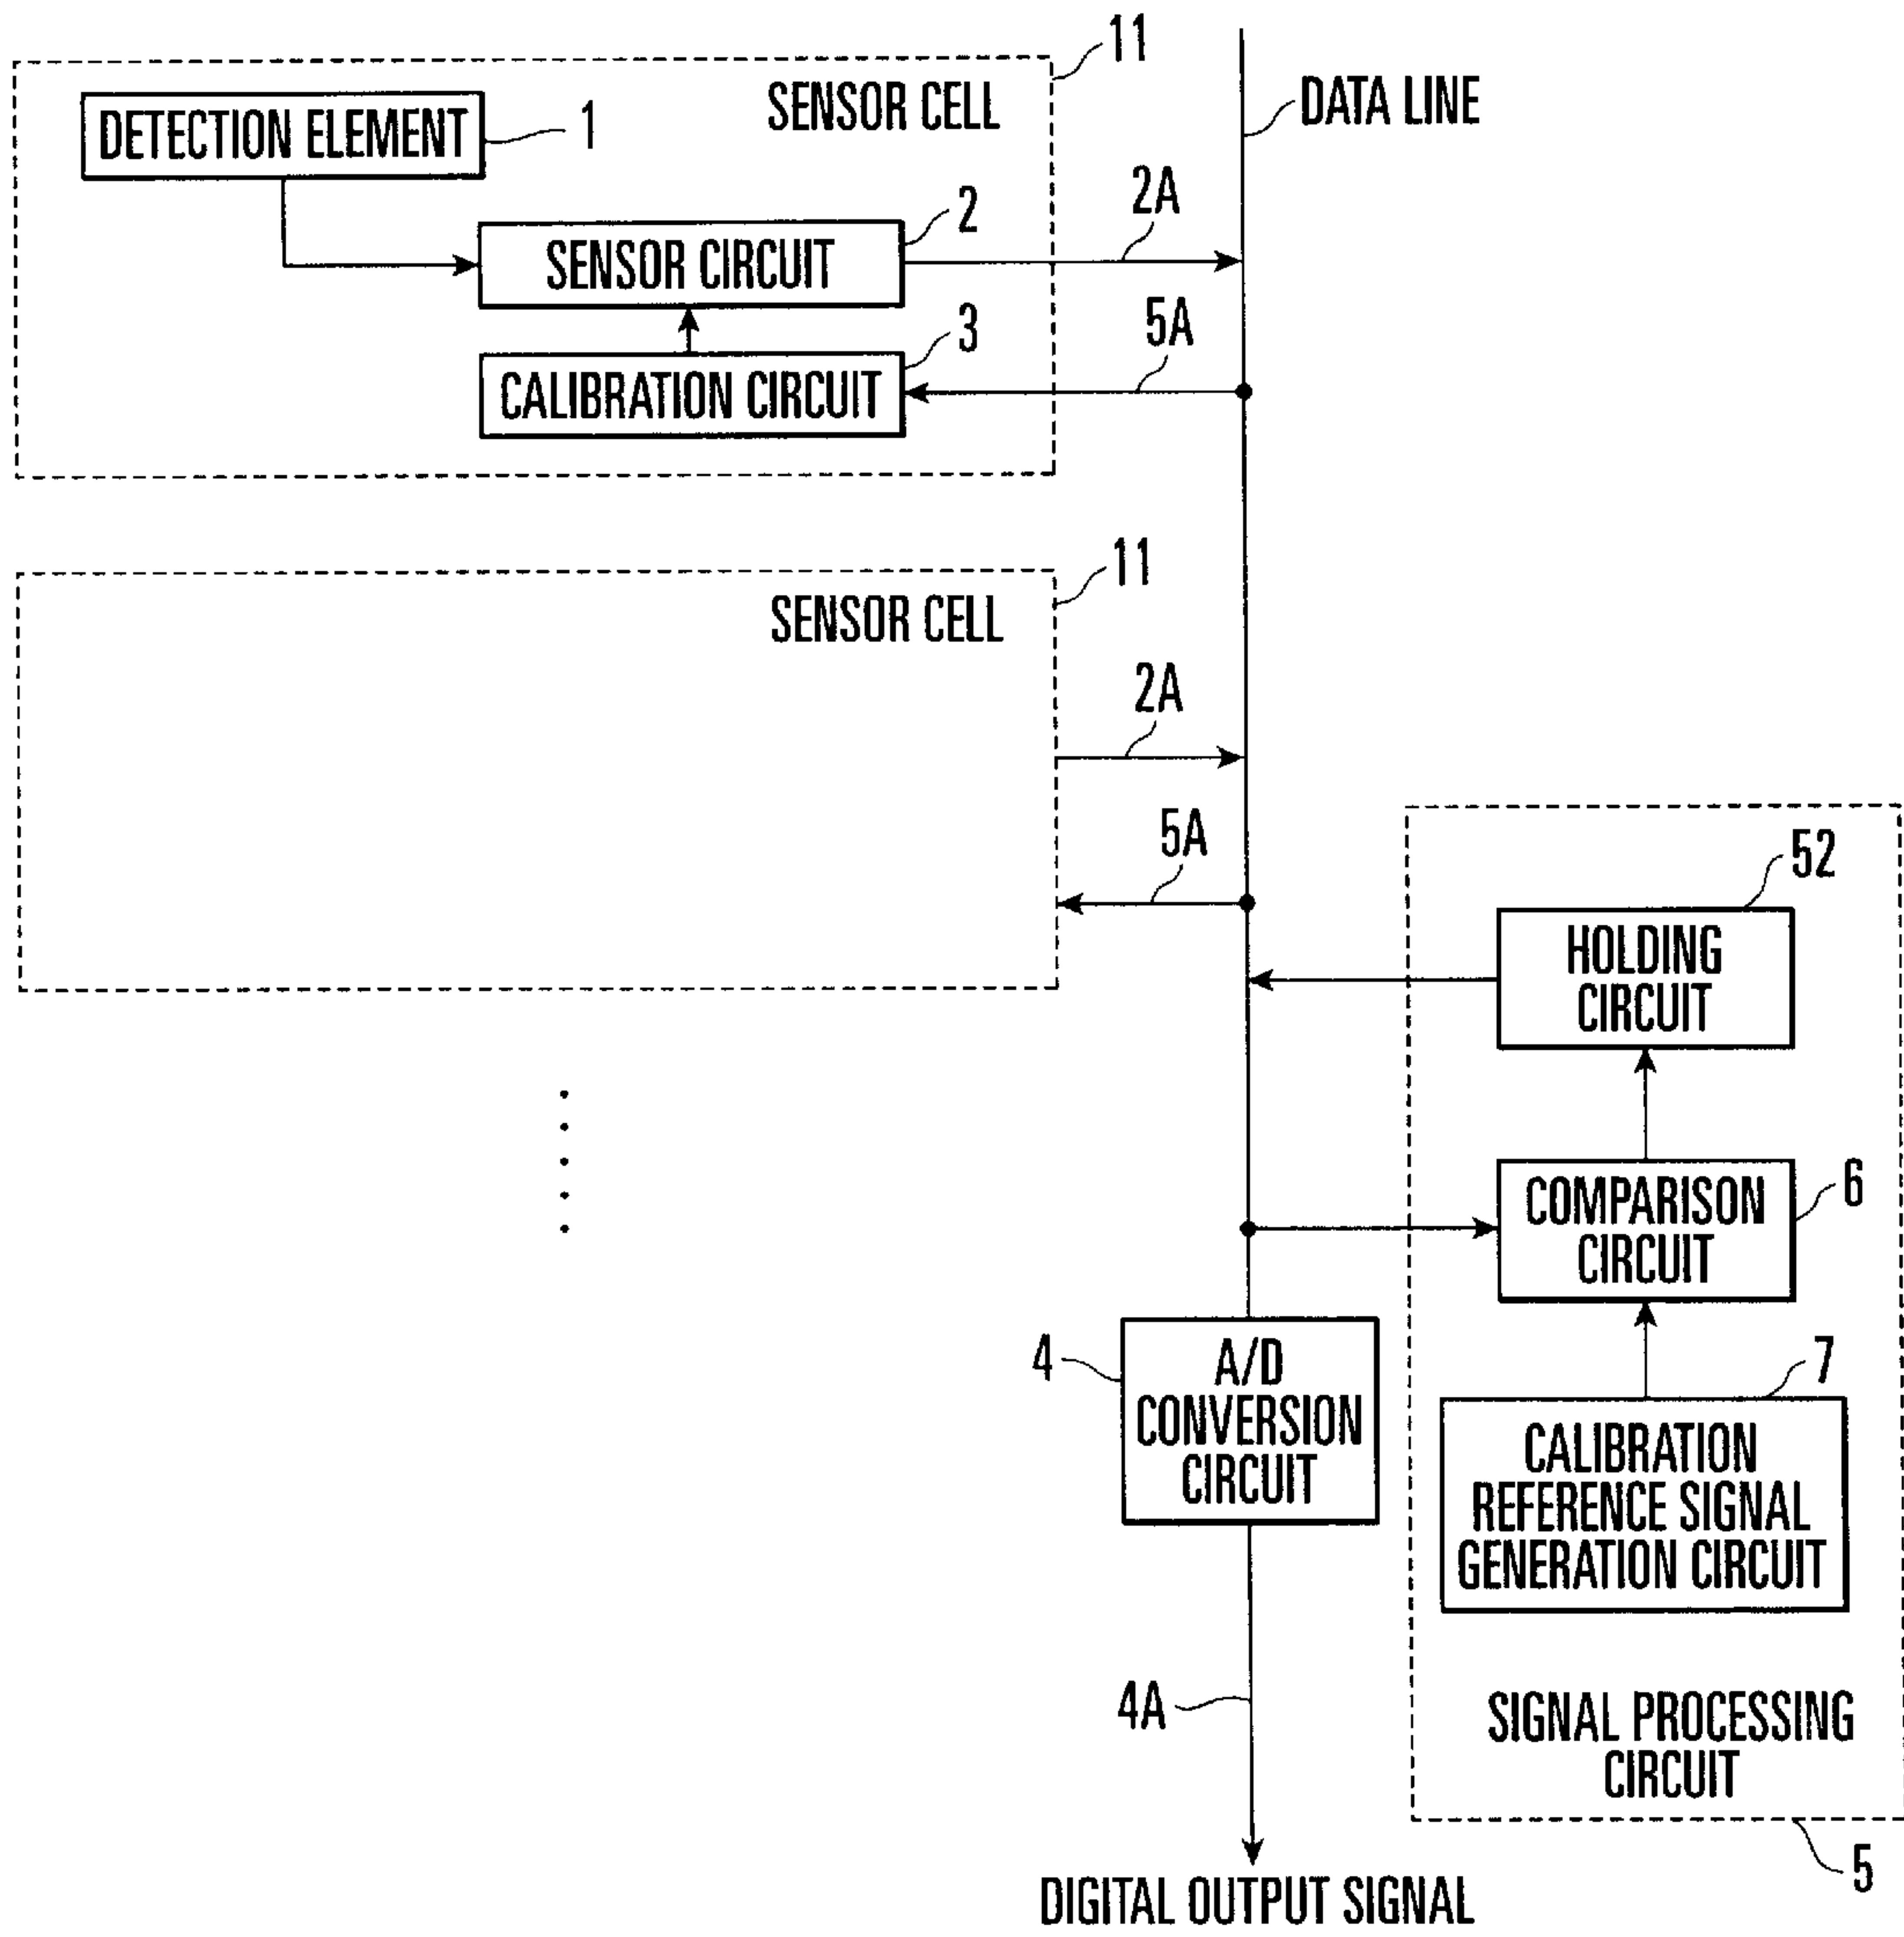 11
SENSOR CELL
DATA LINE
DETECTION ELEMENT
1
2A
2
SENSOR CIRCUIT
5A
3
CALIBRATION CIRCUIT
11
SENSOR CELL
2A
5A
52
HOLDING
CIRCUIT
6
COMPARISON
CIRCUIT
4
A/D
CONVERSION
CIRCUIT
7
CALIBRATION
REFERENCE SIGNAL
GENERATION CIRCUIT
4A
SIGNAL PROCESSING
CIRCUIT
5
DIGITAL OUTPUT SIGNAL